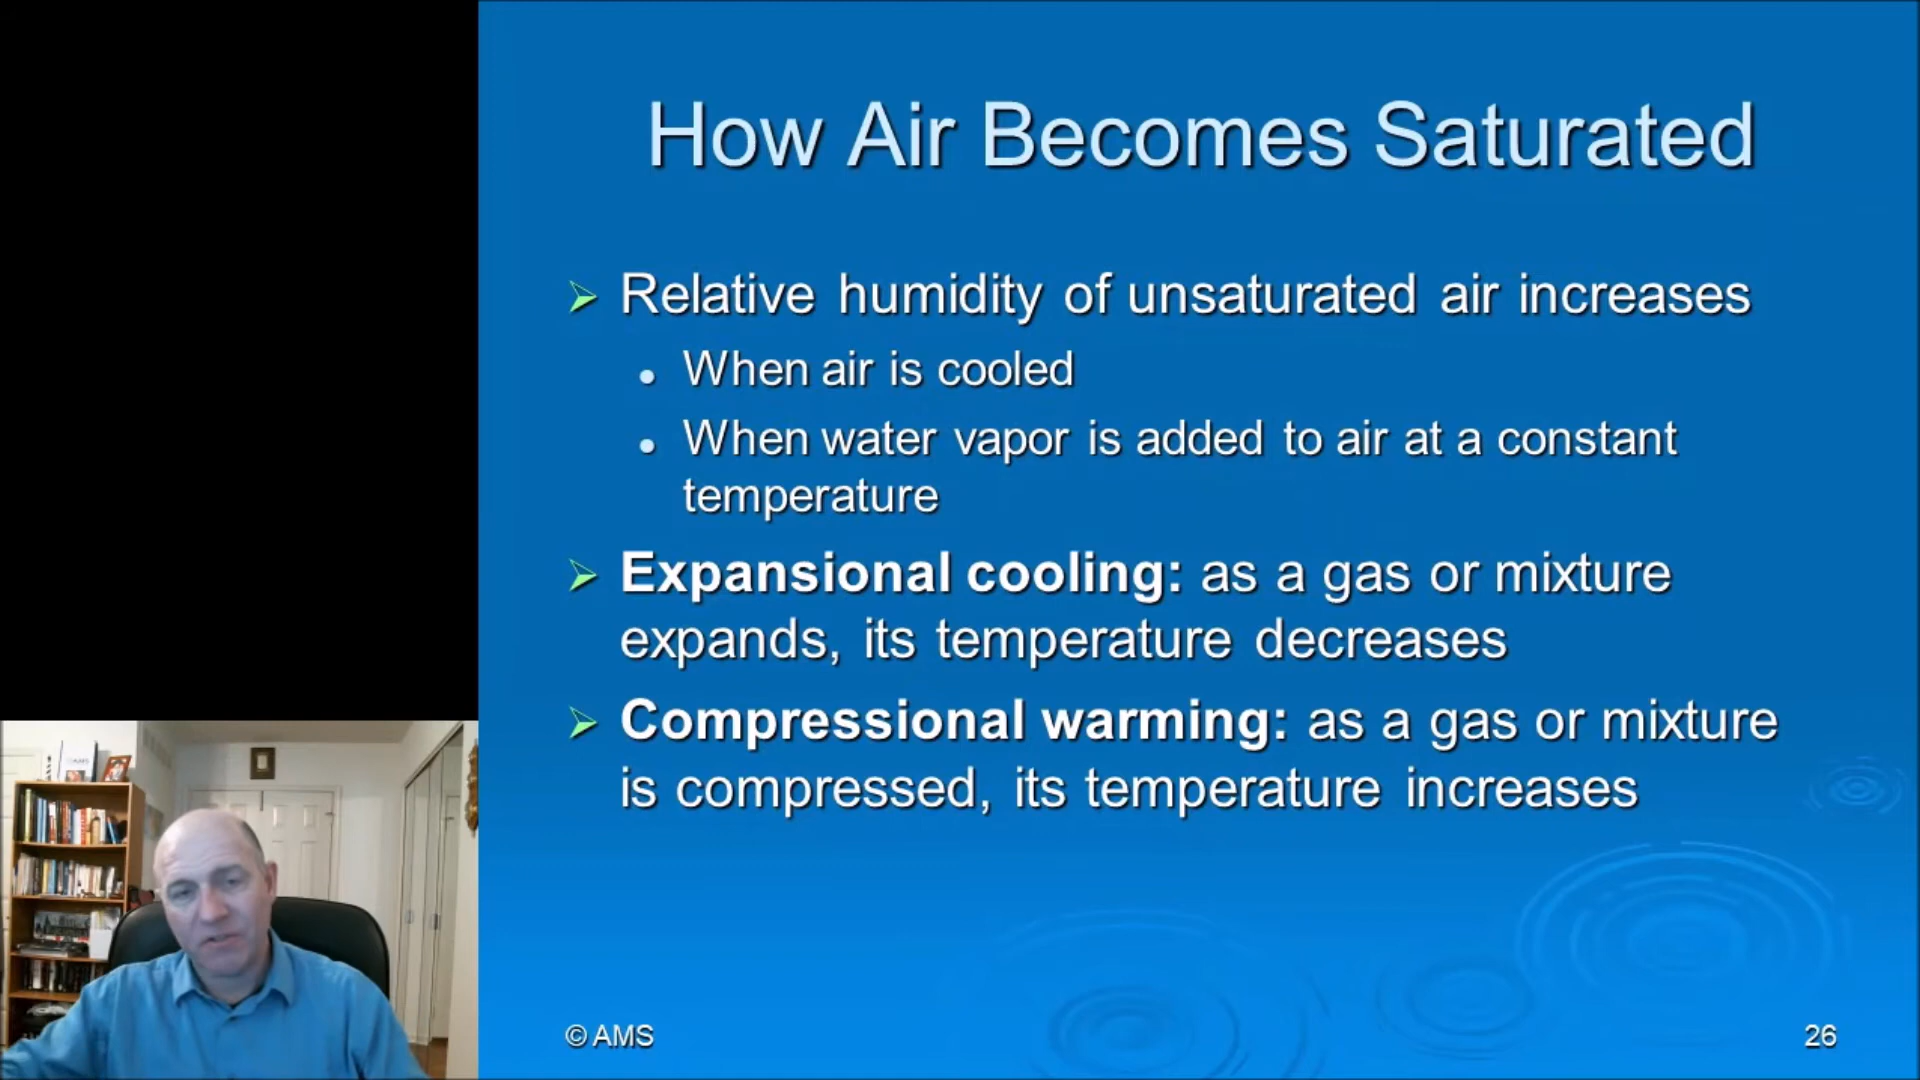 How Air Becomes Saturated
➢ Relative humidity of unsaturated air increases
• When air is cooled
• When water vapor is added to air at a constant
temperature
➢ Expansional cooling: as a gas or mixture
expands, its temperature decreases
➢ Compressional warming: as a gas or mixture
is compressed, its temperature increases
© AMS
26